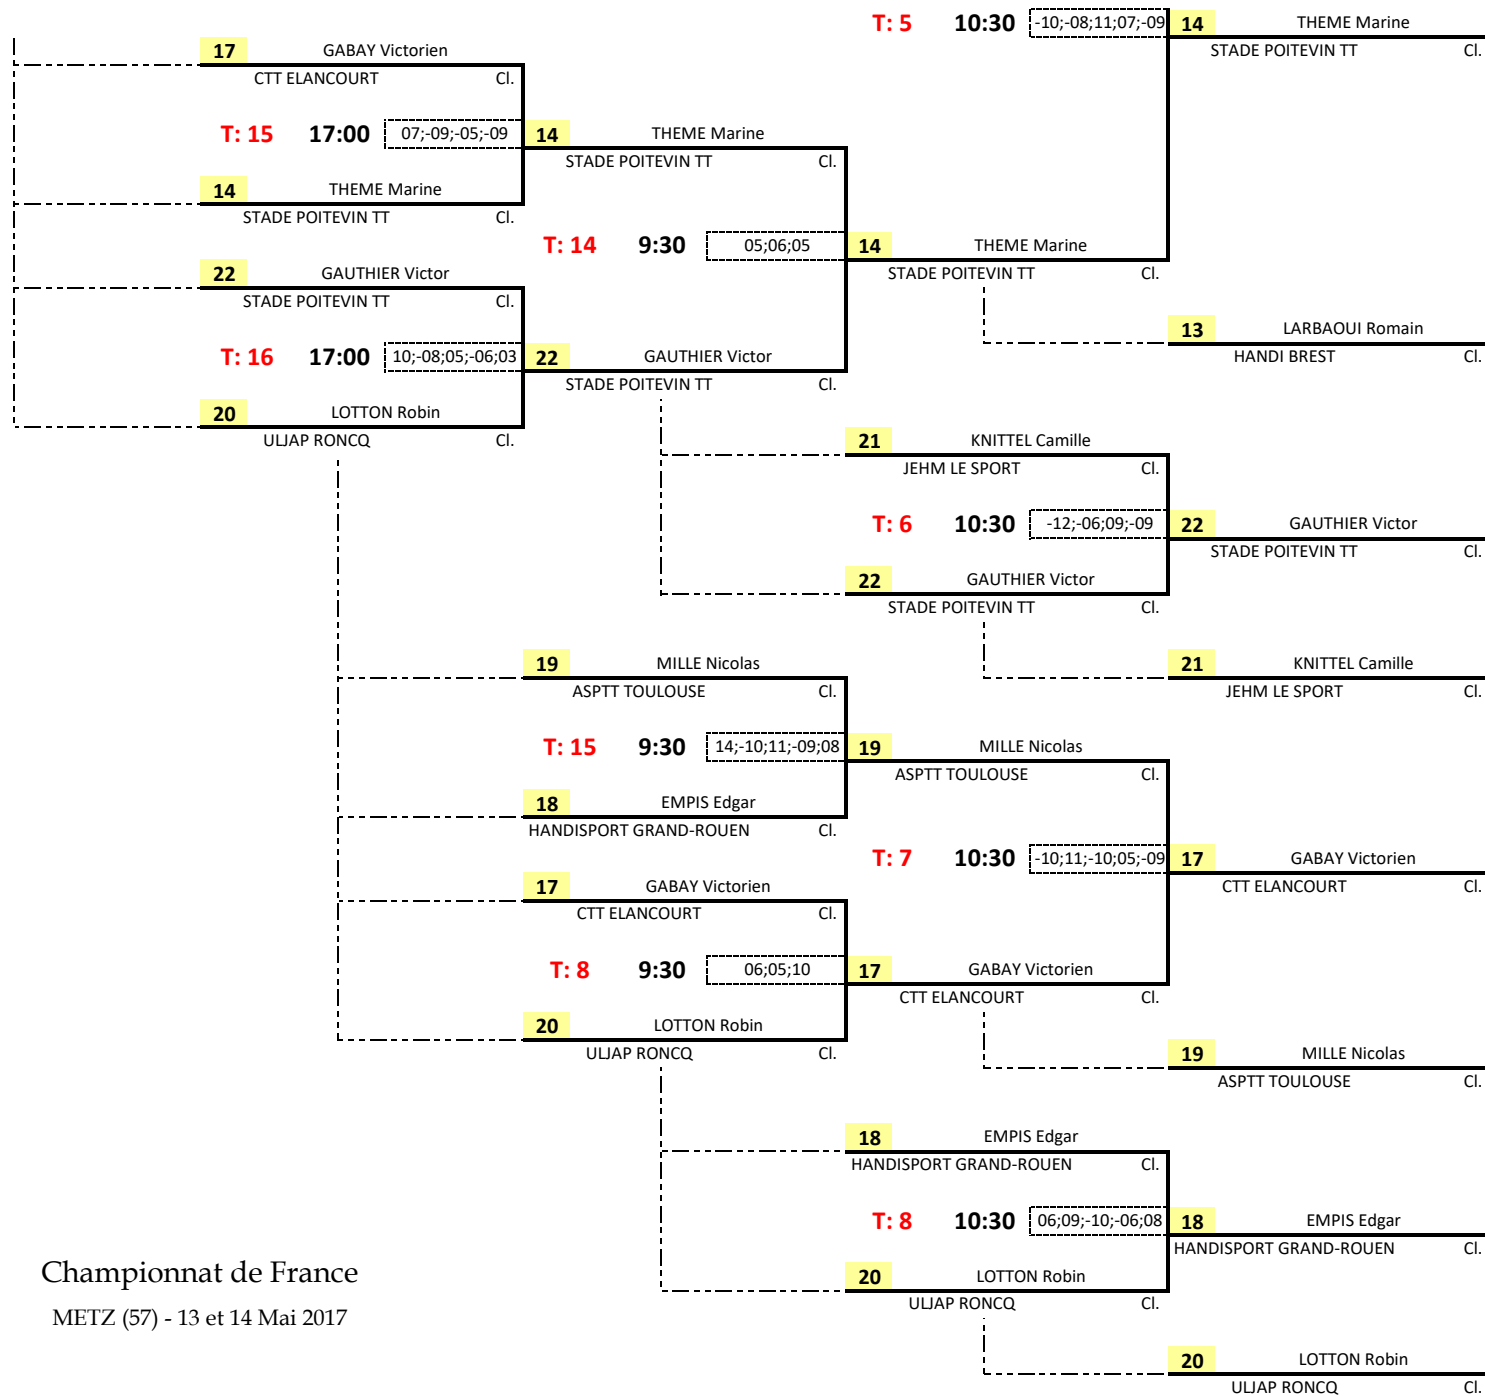 T: 5 10:30 -10;-08;11;07;-09 14 THEME Marine
STADE POITEVIN TT Cl.
17 GABAY Victorien
CTT ELANCOURT Cl.
T: 15 17:00 07;-09;-05;-09 14 THEME Marine
STADE POITEVIN TT Cl.
14 THEME Marine
STADE POITEVIN TT Cl.
T: 14 9:30 05;06;05 14 THEME Marine
STADE POITEVIN TT Cl.
22 GAUTHIER Victor
STADE POITEVIN TT Cl.
13 LARBAOUI Romain
HANDI BREST Cl.
T: 16 17:00 10;-08;05;-06;03 22 GAUTHIER Victor
STADE POITEVIN TT Cl.
20 LOTTON Robin
ULJAP RONCQ Cl.
21 KNITTEL Camille
JEHM LE SPORT Cl.
T: 6 10:30 -12;-06;09;-09 22 GAUTHIER Victor
STADE POITEVIN TT Cl.
22 GAUTHIER Victor
STADE POITEVIN TT Cl.
19 MILLE Nicolas
ASPTT TOULOUSE Cl.
21 KNITTEL Camille
JEHM LE SPORT Cl.
T: 15 9:30 14;-10;11;-09;08 19 MILLE Nicolas
ASPTT TOULOUSE Cl.
18 EMPIS Edgar
HANDISPORT GRAND-ROUEN Cl.
T: 7 10:30 -10;11;-10;05;-09 17 GABAY Victorien
CTT ELANCOURT Cl.
17 GABAY Victorien
CTT ELANCOURT Cl.
T: 8 9:30 06;05;10 17 GABAY Victorien
CTT ELANCOURT Cl.
20 LOTTON Robin
ULJAP RONCQ Cl.
19 MILLE Nicolas
ASPTT TOULOUSE Cl.
18 EMPIS Edgar
HANDISPORT GRAND-ROUEN Cl.
T: 8 10:30 06;09;-10;-06;08 18 EMPIS Edgar
HANDISPORT GRAND-ROUEN Cl.
20 LOTTON Robin
ULJAP RONCQ Cl.
Championnat de France
METZ (57) - 13 et 14 Mai 2017
20 LOTTON Robin
ULJAP RONCQ Cl.